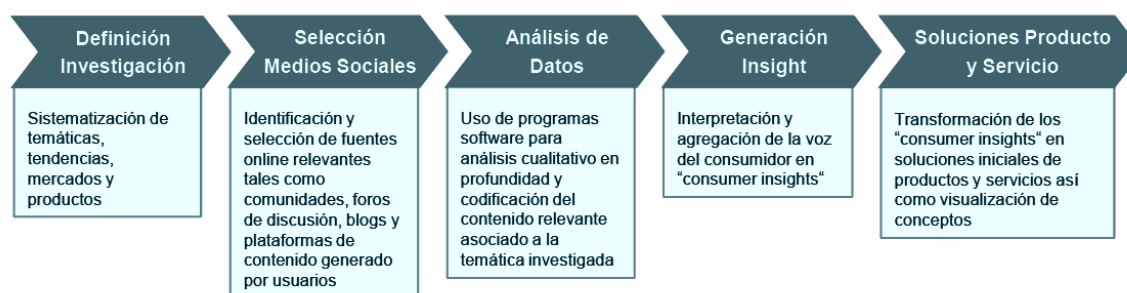 Definición
Investigación
Sistematización de
temáticas,
tendencias,
mercados y
productos
Selección
Medios Sociales
Identificación y
selección de fuentes
online relevantes
tales como
comunidades, foros
de discusión, blogs y
plataformas de
contenido generado
por usuarios
Análisis de
Datos
Uso de programas
software para
análisis cualitativo en
profundidad y
codificación del
contenido relevante
asociado a la
temática investigada
Generación
Insight
Interpretación y
agregación de la voz
del consumidor en
“consumer insights“
Soluciones Producto
y Servicio
Transformación de los
“consumer insights“ en
soluciones iniciales de
productos y servicios así
como visualización de
conceptos